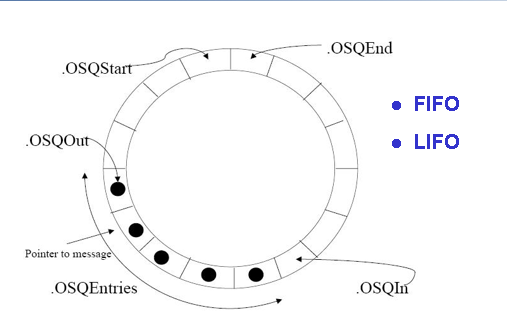 .OSQEnd
.OSQStart
FIFO
LIFO
.OSQOut
Pointer to message
.OSQEntries
.OSQIn